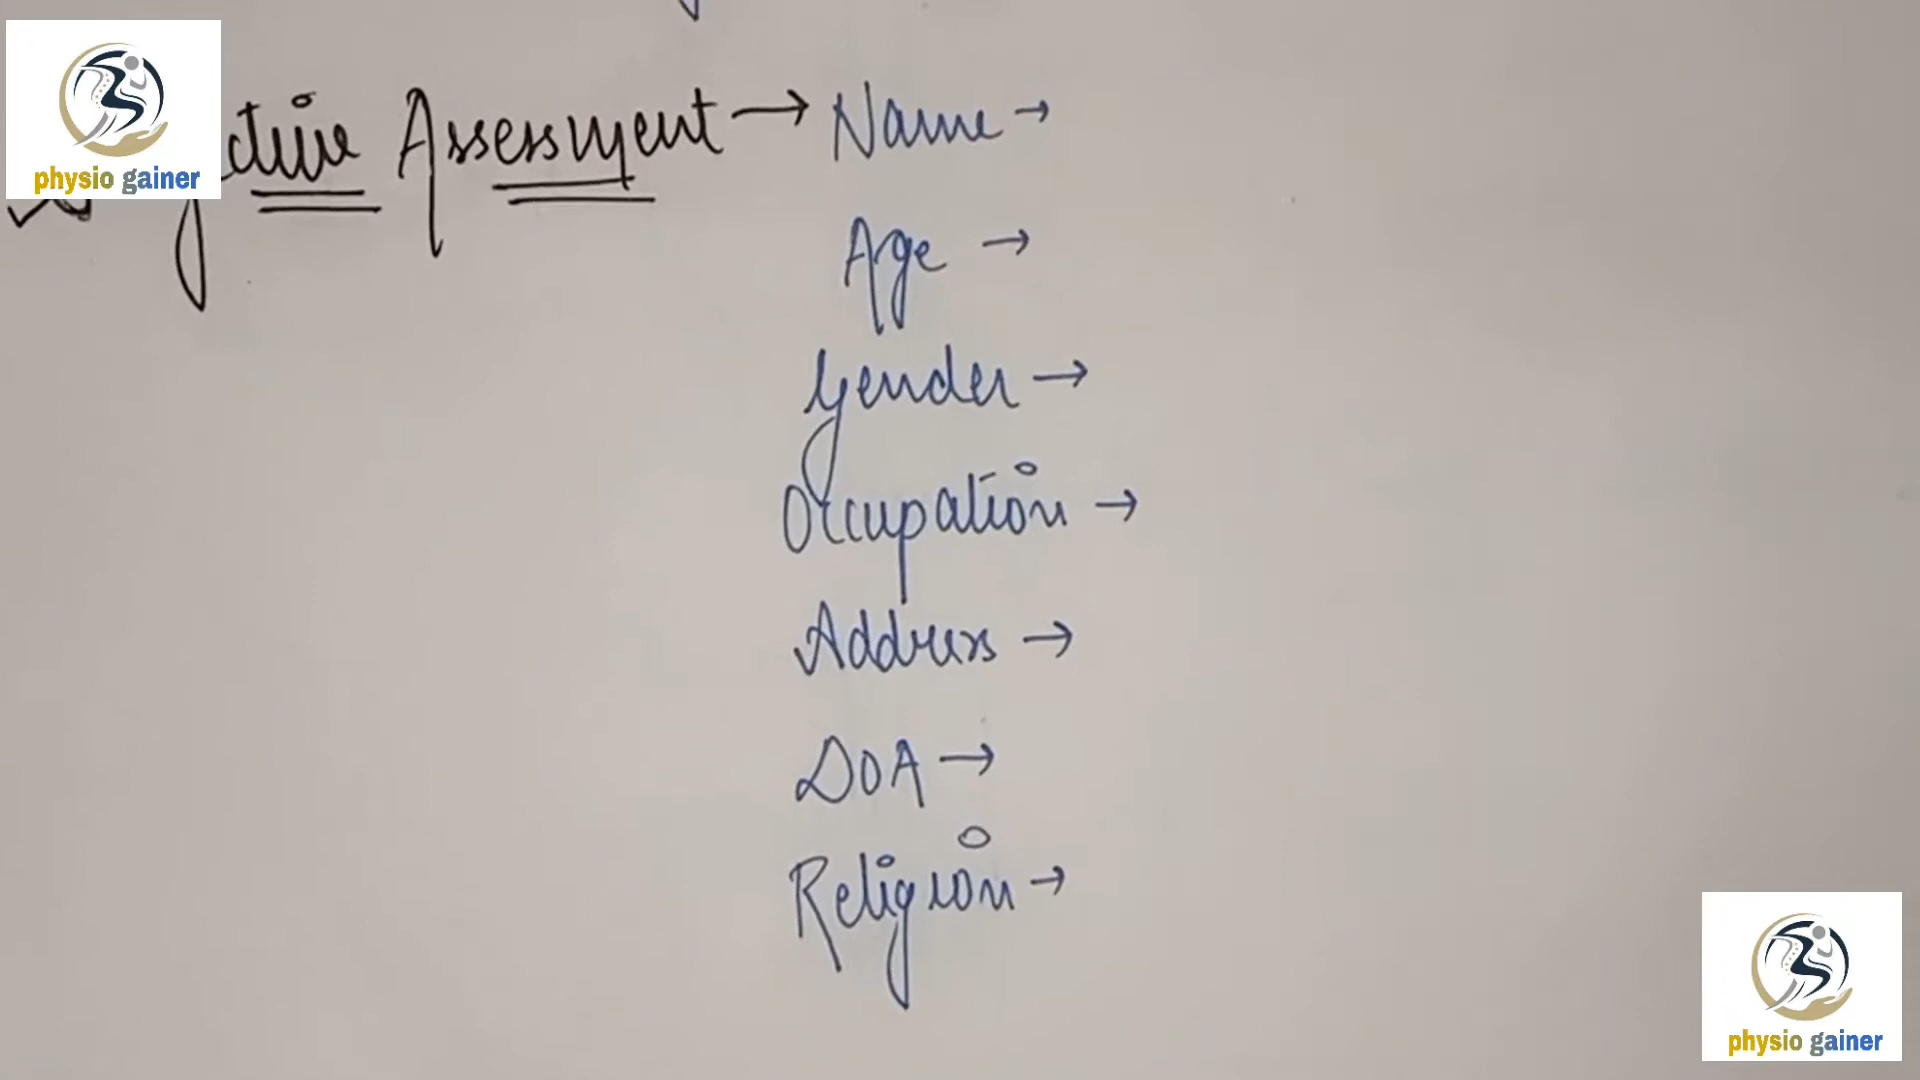 physio gainer
Assessment → Name →
Age →
Gender →
Occupation →
Address →
DOA →
Religion →
physio gainer